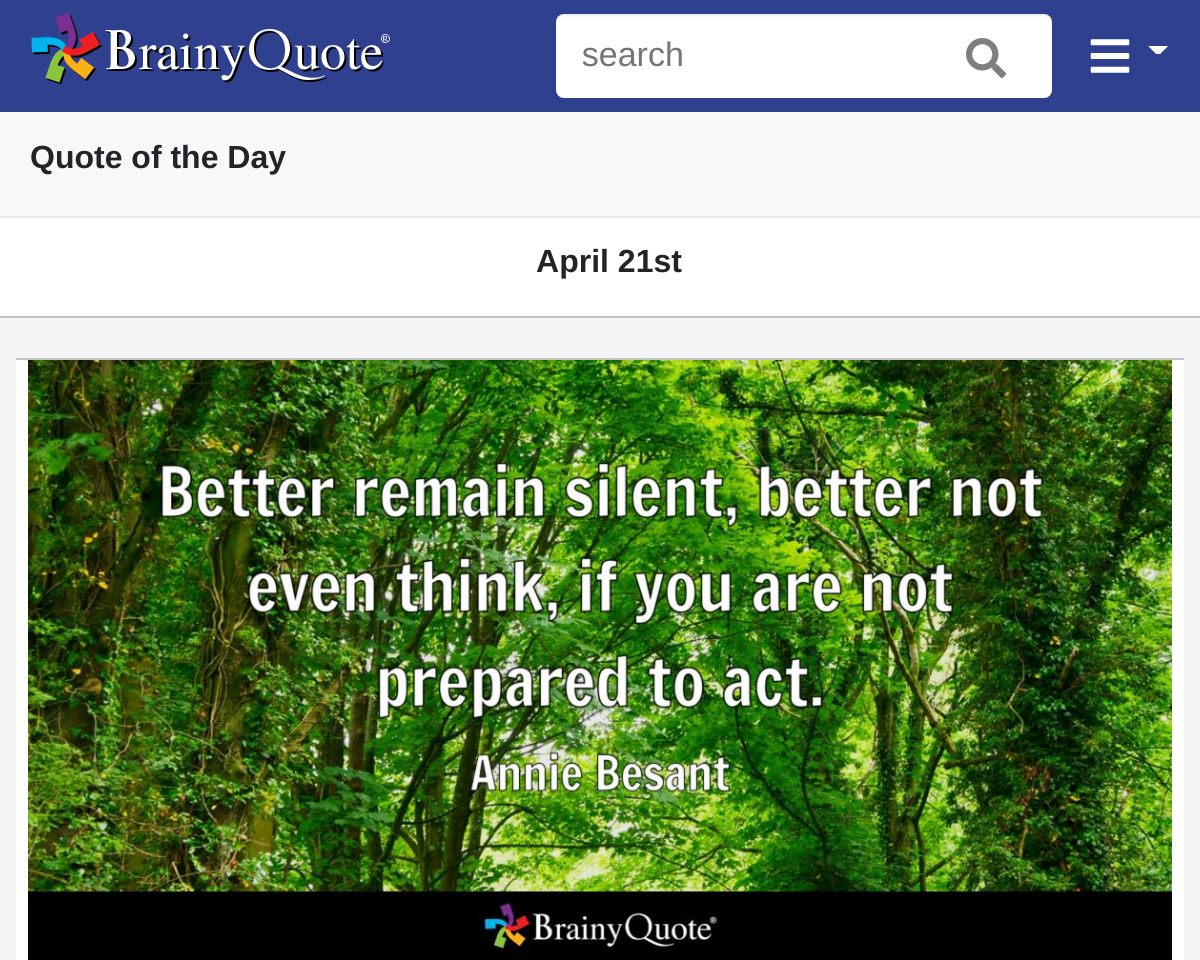 BrainyQuote®
search
Quote of the Day
April 21st
Better remain silent, better not
even think, if you are not
prepared to act.
Annie Besant
BrainyQuote®